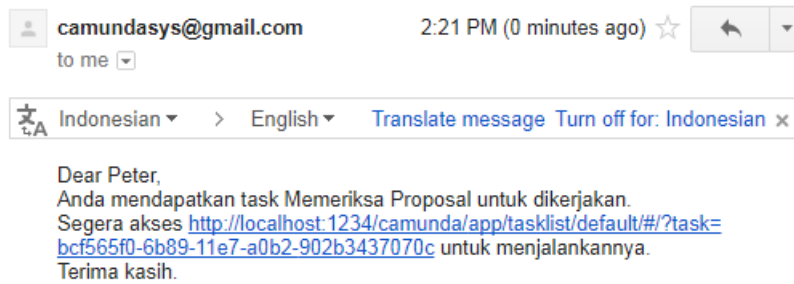 camundasys@gmail.com 2:21 PM (0 minutes ago)
to me
Indonesian > English Translate message Turn off for: Indonesian ×
Dear Peter,
Anda mendapatkan task Memeriksa Proposal untuk dikerjakan.
Segera akses http://localhost:1234/camunda/app/tasklist/default/#/?task=
bcf565f0-6b89-11e7-a0b2-902b3437070c untuk menjalankannya.
Terima kasih.